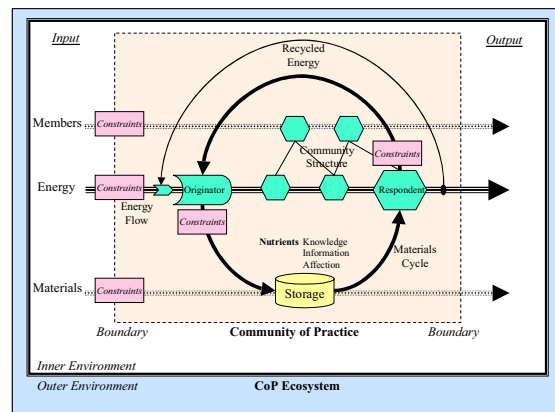 Input
Output
Recycled
Energy
Members
Constraints
Community
Structure
Constraints
Energy
Constraints
Originator
Respondent
Energy
Flow
Constraints
Nutrients Knowledge
Information
Affection
Materials
Cycle
Materials
Constraints
Storage
Boundary
Community of Practice
Boundary
Inner Environment
Outer Environment
CoP Ecosystem